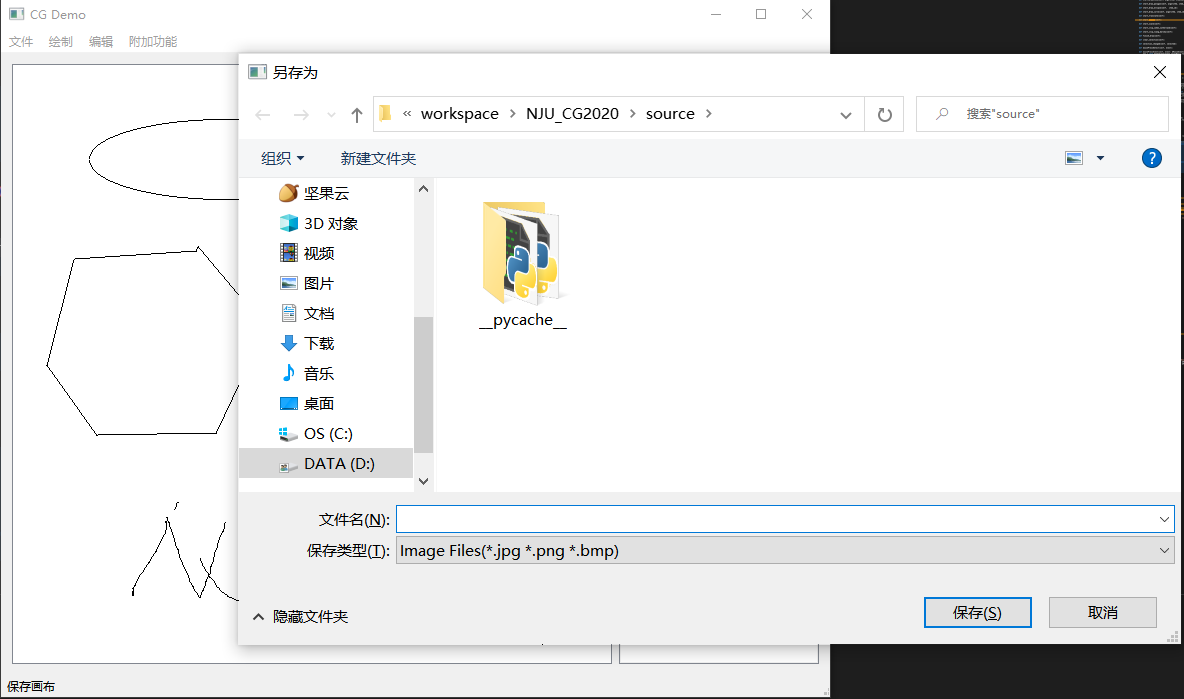 CG Demo
文件 绘制 编辑 附加功能
另存为
« workspace > NJU_CG2020 > source >
搜索"source"
组织 新建文件夹
坚果云
3D 对象
视频
图片
文档
下载
音乐
桌面
OS (C:)
DATA (D:)
__pycache__
文件名(N):
保存类型(T): Image Files(*.jpg *.png *.bmp)
隐藏文件夹
保存(S) 取消
保存画布